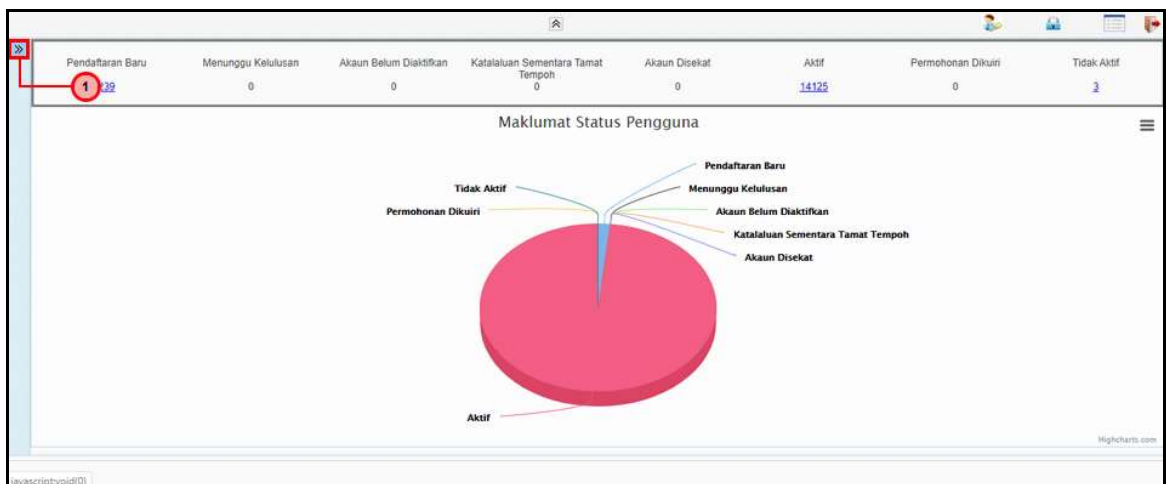 Pendaftaran Baru Menunggu Kelulusan Akaun Belum Diaktifkan Katalaluan Sementara Tamat Tempoh Akaun Disekat Aktif Permohonan Dikuiri Tidak Aktif
1 239 0 0 0 0 14125 0 3
Maklumat Status Pengguna
Pendaftaran Baru
Tidak Aktif Menunggu Kelulusan
Permohonan Dikuiri Akaun Belum Diaktifkan
Katalaluan Sementara Tamat Tempoh
Akaun Disekat
Aktif
Highcharts.com
javascript:void(0)